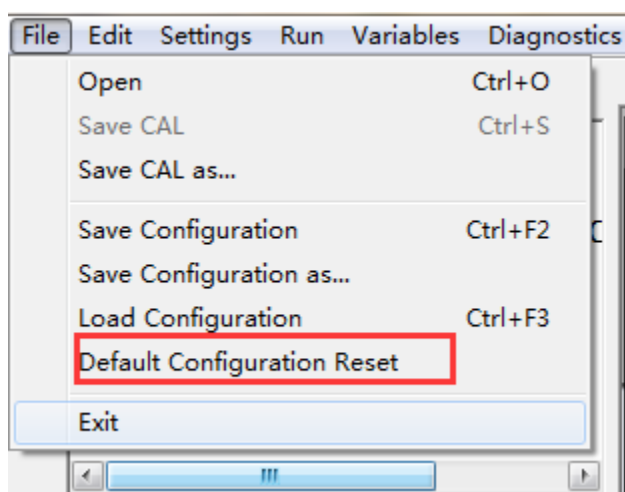 File Edit Settings Run Variables Diagnostics
Open Ctrl+O
Save CAL Ctrl+S
Save CAL as...
Save Configuration Ctrl+F2
Save Configuration as...
Load Configuration Ctrl+F3
Default Configuration Reset
Exit